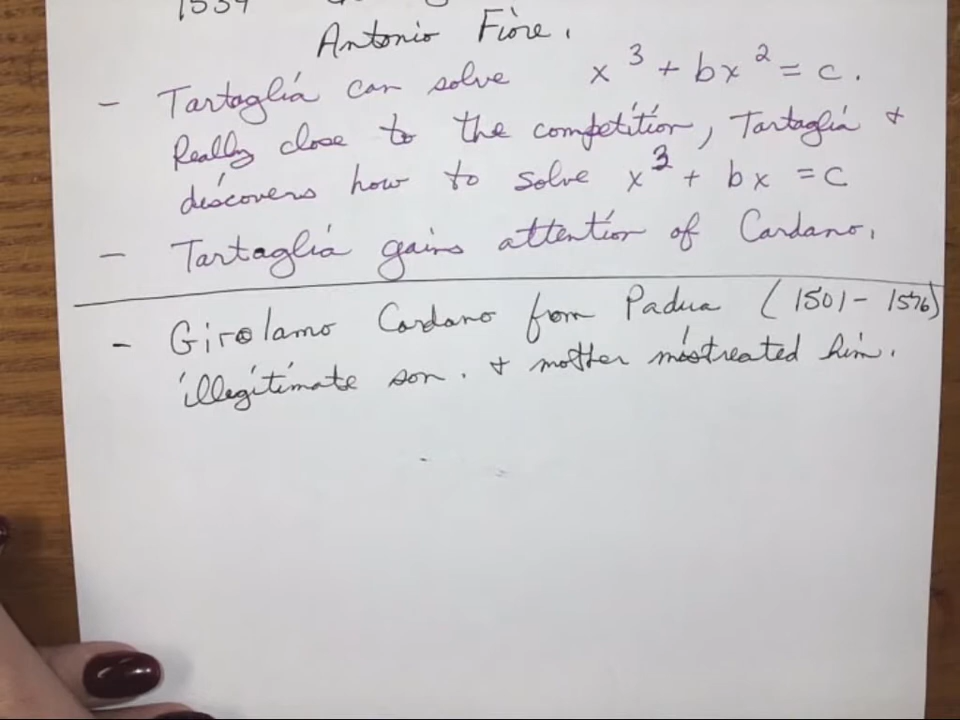 1534
Antonio Fiore.
- Tartaglia can solve x³ + bx² = c.
Really close to the competition, Tartaglia +
discovers how to solve x³ + bx = c
- Tartaglia gains attention of Cardano.
- Girolamo Cardano from Padua (1501 - 1576)
illegitimate son. + mother mistreated him.